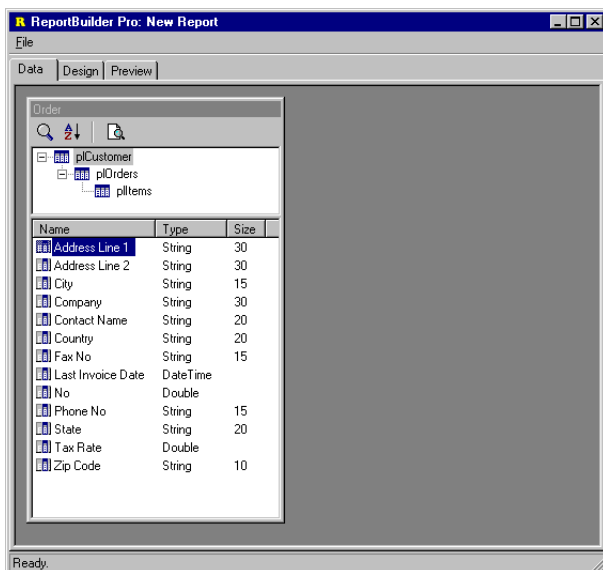 R ReportBuilder Pro: New Report
File
Data Design Preview
Order
A Z
plCustomer
plOrders
plItems
Name Type Size
Address Line 1 String 30
Address Line 2 String 30
City String 15
Company String 30
Contact Name String 20
Country String 20
Fax No String 15
Last Invoice Date DateTime
No Double
Phone No String 15
State String 20
Tax Rate Double
Zip Code String 10
Ready.